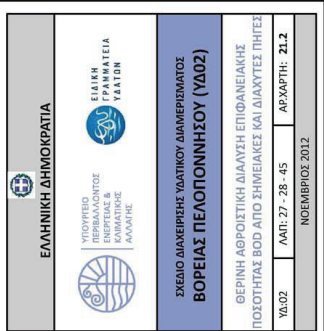 ΕΛΛΗΝΙΚΗ ΔΗΜΟΚΡΑΤΙΑ
ΥΠΟΥΡΓΕΙΟ
ΠΕΡΙΒΑΛΛΟΝΤΟΣ
ΕΝΕΡΓΕΙΑΣ &
ΚΛΙΜΑΤΙΚΗΣ
ΑΛΛΑΓΗΣ
ΕΙΔΙΚΗ
ΓΡΑΜΜΑΤΕΙΑ
ΥΔΑΤΩΝ
ΣΧΕΔΙΟ ΔΙΑΧΕΙΡΙΣΗΣ ΥΔΑΤΙΚΟΥ ΔΙΑΜΕΡΙΣΜΑΤΟΣ
ΒΟΡΕΙΑΣ ΠΕΛΟΠΟΝΝΗΣΟΥ (ΥΔ02)
ΘΕΡΙΝΗ ΑΘΡΟΙΣΤΙΚΗ ΔΙΑΛΥΣΗ ΕΠΙΦΑΝΕΙΑΚΗΣ
ΠΟΣΟΤΗΤΑΣ BOD ΑΠΟ ΣΗΜΕΙΑΚΕΣ ΚΑΙ ΔΙΑΧΥΤΕΣ ΠΗΓΕΣ
ΥΔ:02 ΛΑΠ: 27 - 28 - 45 ΑΡ.ΧΑΡΤΗ: 21.2
ΝΟΕΜΒΡΙΟΣ 2012